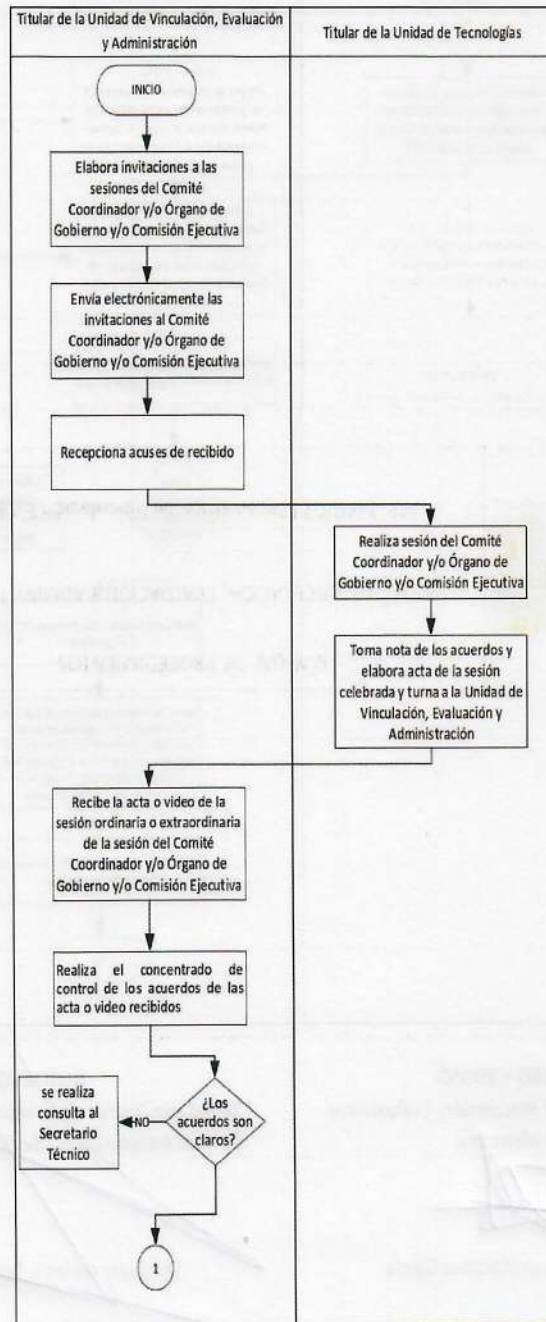 Titular de la Unidad de Vinculación, Evaluación
y Administración
Titular de la Unidad de Tecnologías
INICIO
Elabora invitaciones a las
sesiones del Comité
Coordinador y/o Órgano de
Gobierno y/o Comisión Ejecutiva
Envía electrónicamente las
invitaciones al Comité
Coordinador y/o Órgano de
Gobierno y/o Comisión Ejecutiva
Recepciona acuses de recibido
Realiza sesión del Comité
Coordinador y/o Órgano de
Gobierno y/o Comisión Ejecutiva
Toma nota de los acuerdos y
elabora acta de la sesión
celebrada y turna a la Unidad de
Vinculación, Evaluación y
Administración
Recibe la acta o video de la
sesión ordinaria o extraordinaria
de la sesión del Comité
Coordinador y/o Órgano de
Gobierno y/o Comisión Ejecutiva
Realiza el concentrado de
control de los acuerdos de las
acta o video recibidos
¿Los
acuerdos son
claros?
NO
se realiza
consulta al
Secretario
Técnico
1